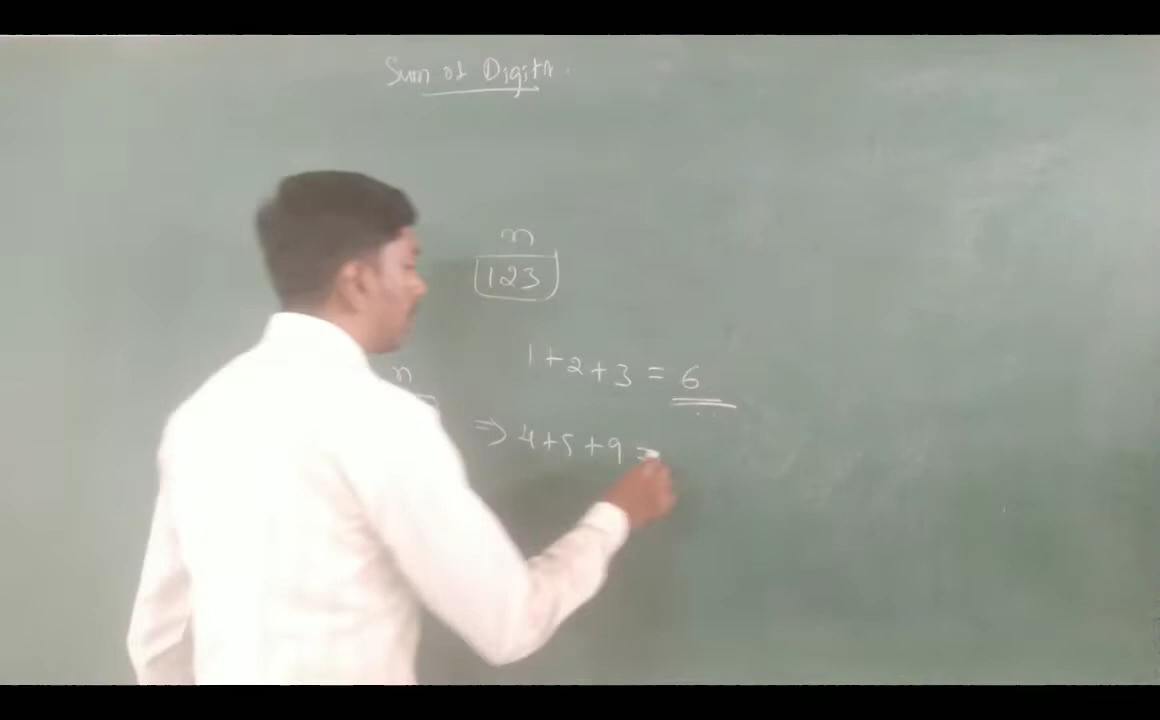 Sum of Digits.
n
123
1+2+3 = 6
n
⇒ 4+5+9 =